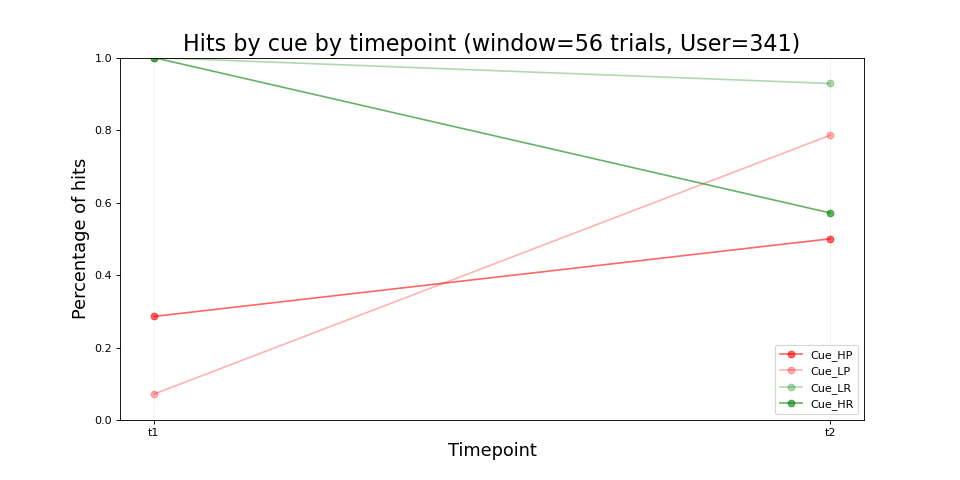 Hits by cue by timepoint (window=56 trials, User=341)
Percentage of hits
1.0
0.8
0.6
0.4
0.2
0.0
t1
t2
Timepoint
Cue_HP
Cue_LP
Cue_LR
Cue_HR